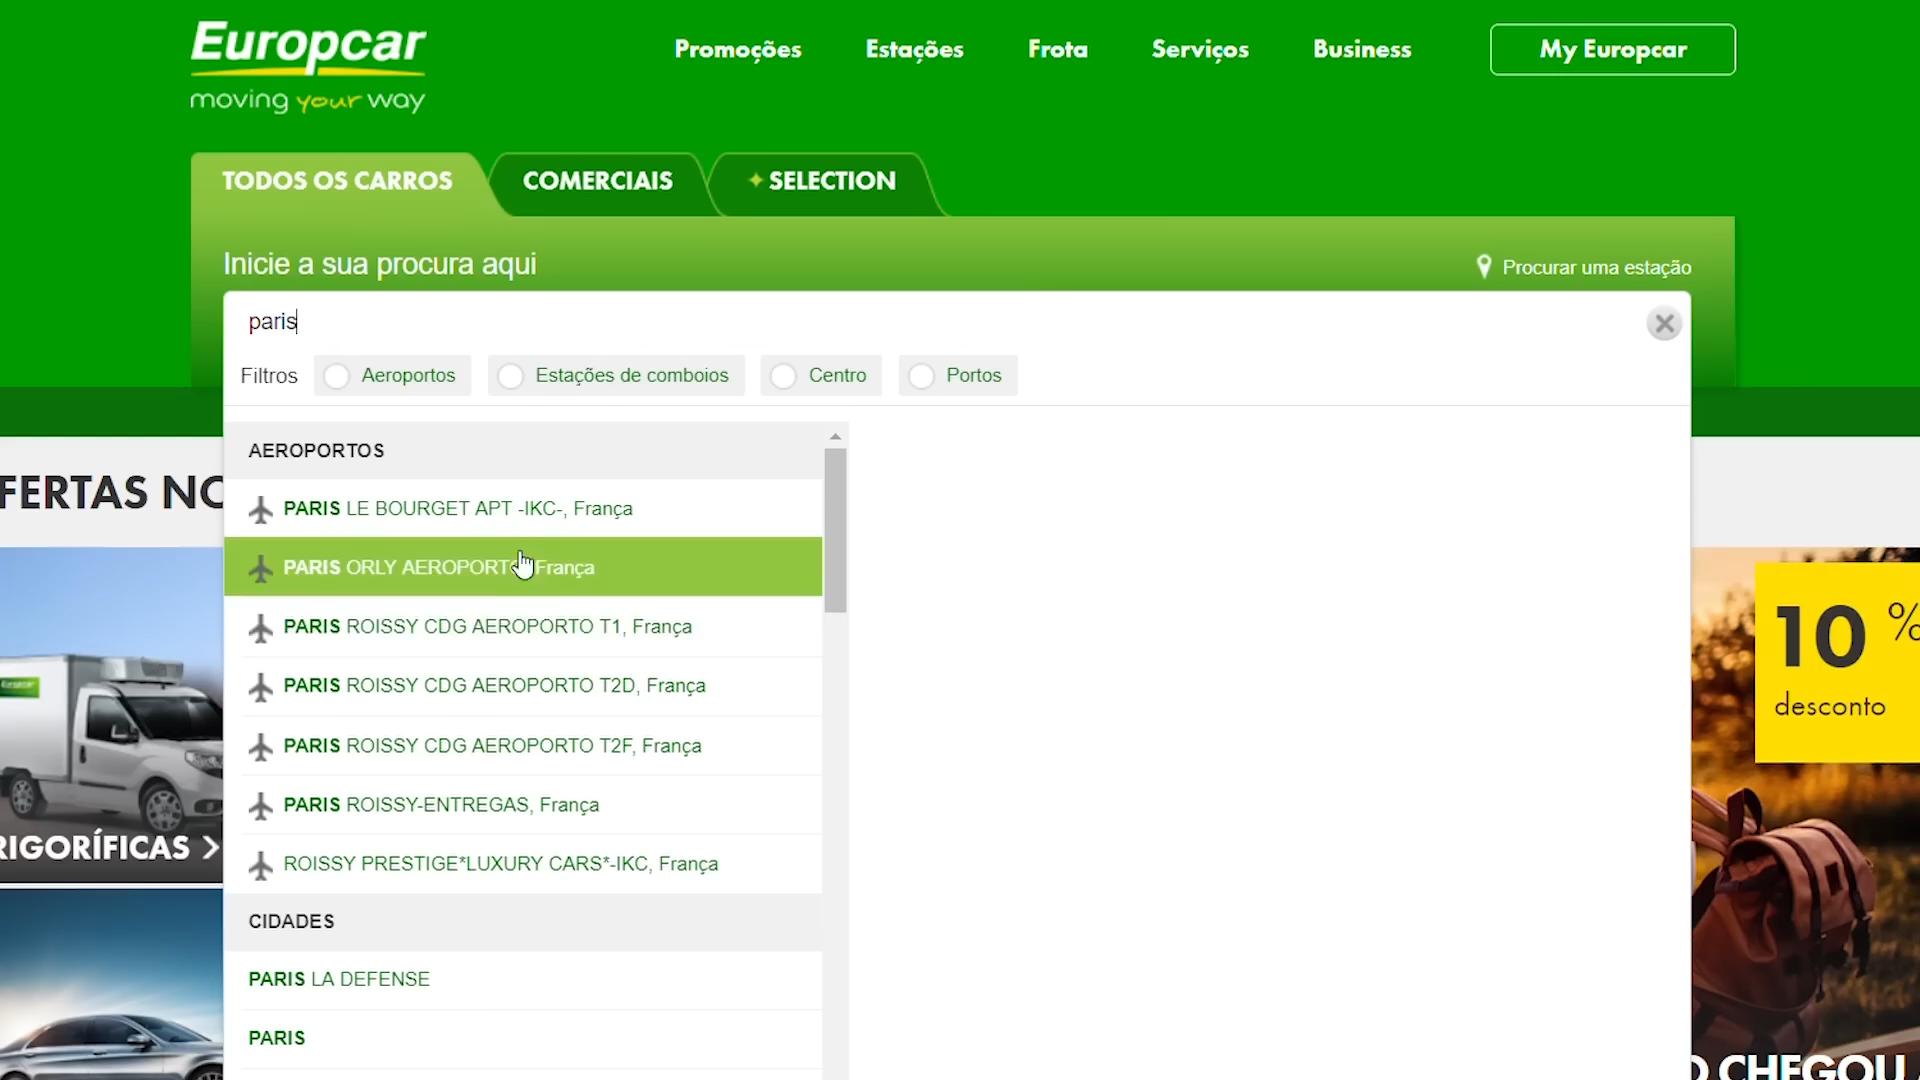 Europcar
moving your way
Promoções
Estações
Frota
Serviços
Business
My Europcar
TODOS OS CARROS
COMERCIAIS
SELECTION
Inicie a sua procura aqui
Procurar uma estação
paris
Filtros
Aeroportos
Estações de comboios
Centro
Portos
AEROPORTOS
PARIS LE BOURGET APT -IKC-, França
PARIS ORLY AEROPORTO, França
PARIS ROISSY CDG AEROPORTO T1, França
PARIS ROISSY CDG AEROPORTO T2D, França
PARIS ROISSY CDG AEROPORTO T2F, França
PARIS ROISSY-ENTREGAS, França
ROISSY PRESTIGE*LUXURY CARS*-IKC, França
CIDADES
PARIS LA DEFENSE
PARIS
FERTAS NO
RIGORÍFICAS
10 %
desconto
O CHEGOU